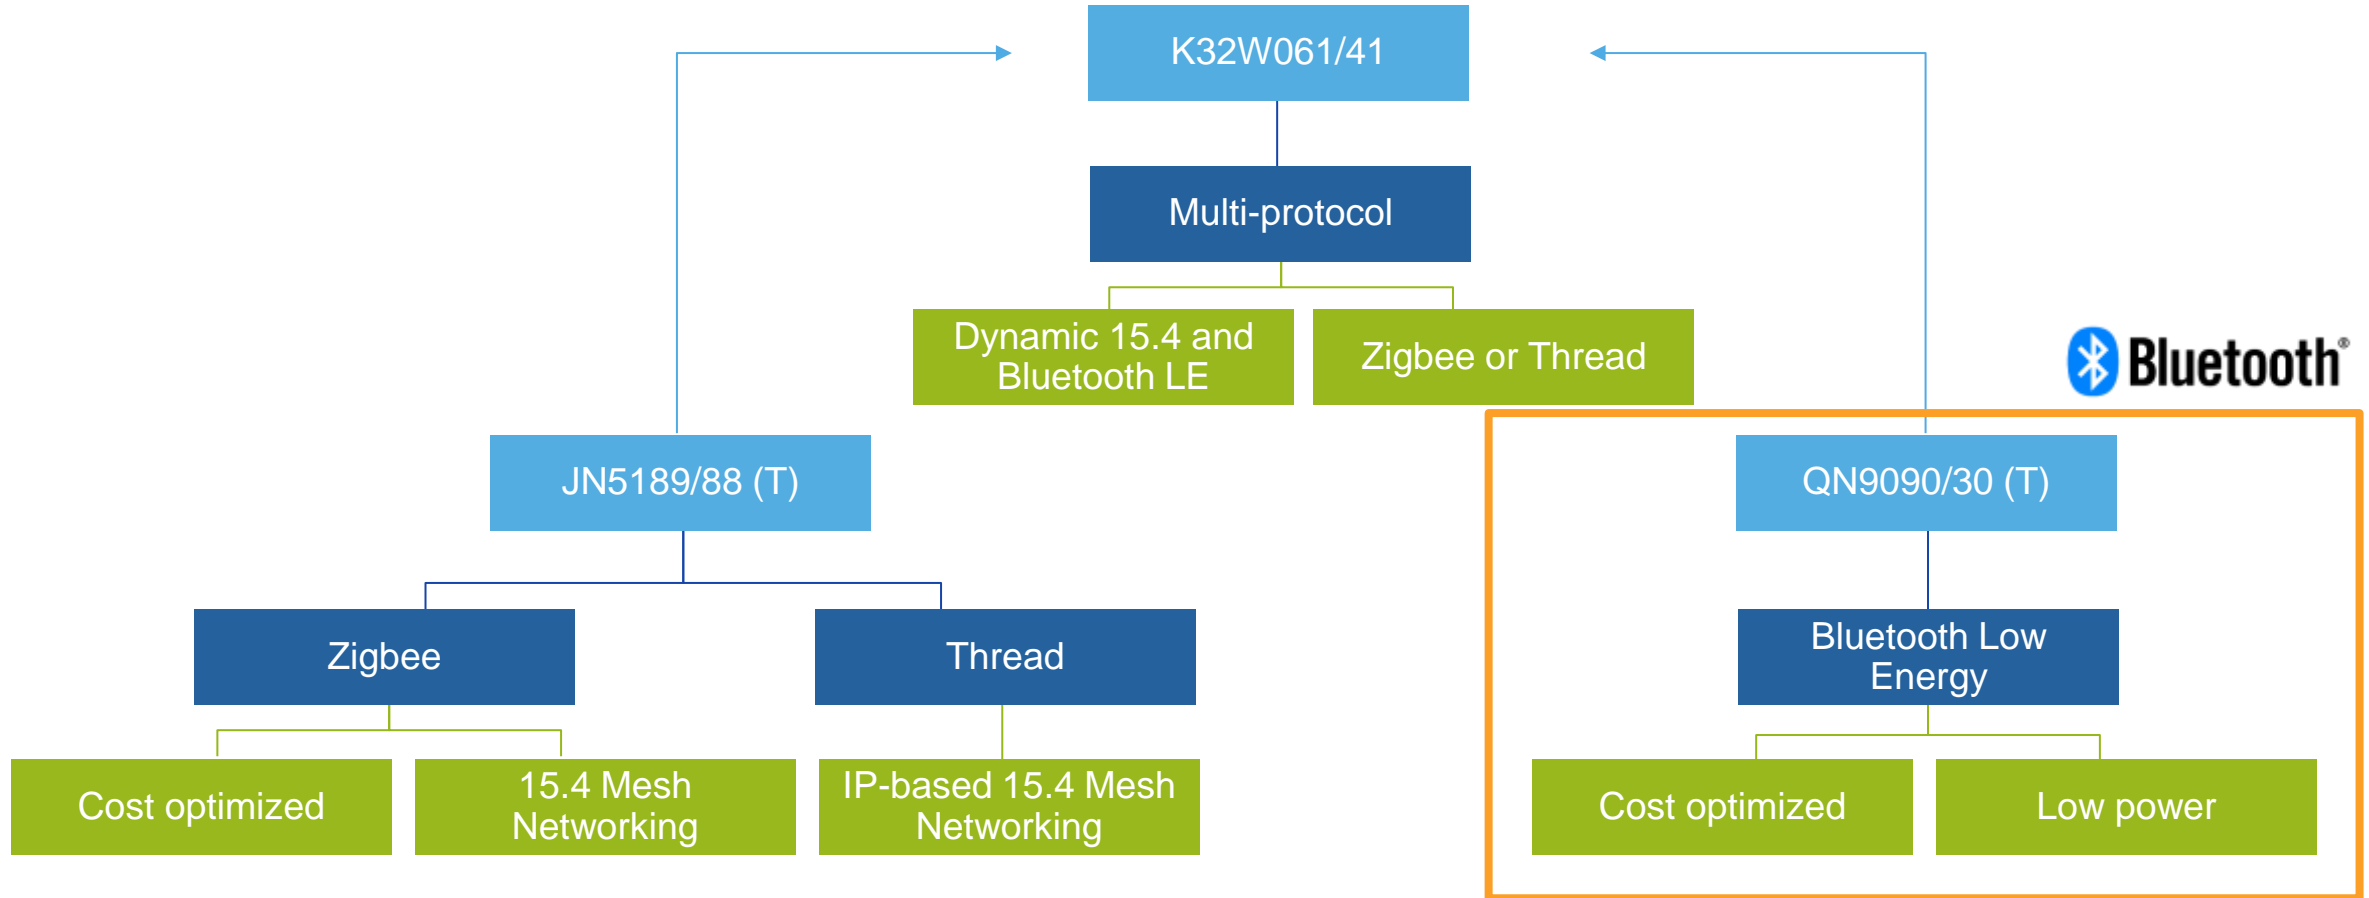 K32W061/41
Multi-protocol
Dynamic 15.4 and
Bluetooth LE
Zigbee or Thread
Bluetooth®
JN5189/88 (T)
QN9090/30 (T)
Zigbee
Thread
Bluetooth Low
Energy
Cost optimized
15.4 Mesh
Networking
IP-based 15.4 Mesh
Networking
Cost optimized
Low power